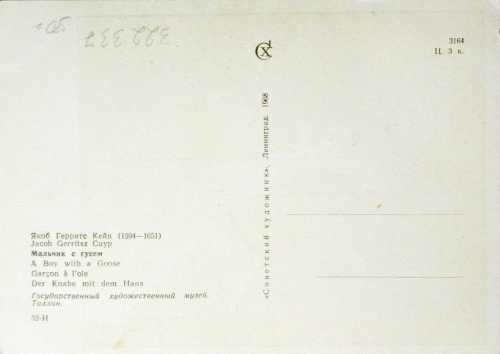 3164
Ц. 3 к.
«Советский художник», Ленинград. 1968
Якоб Герритс Кейп (1594—1651)
Jacob Gerritsz Cuyp
Мальчик с гусем
A Boy with a Goose
Garçon à l'oie
Der Knabe mit dem Hans
Государственный художественный музей.
Таллин.
32-И